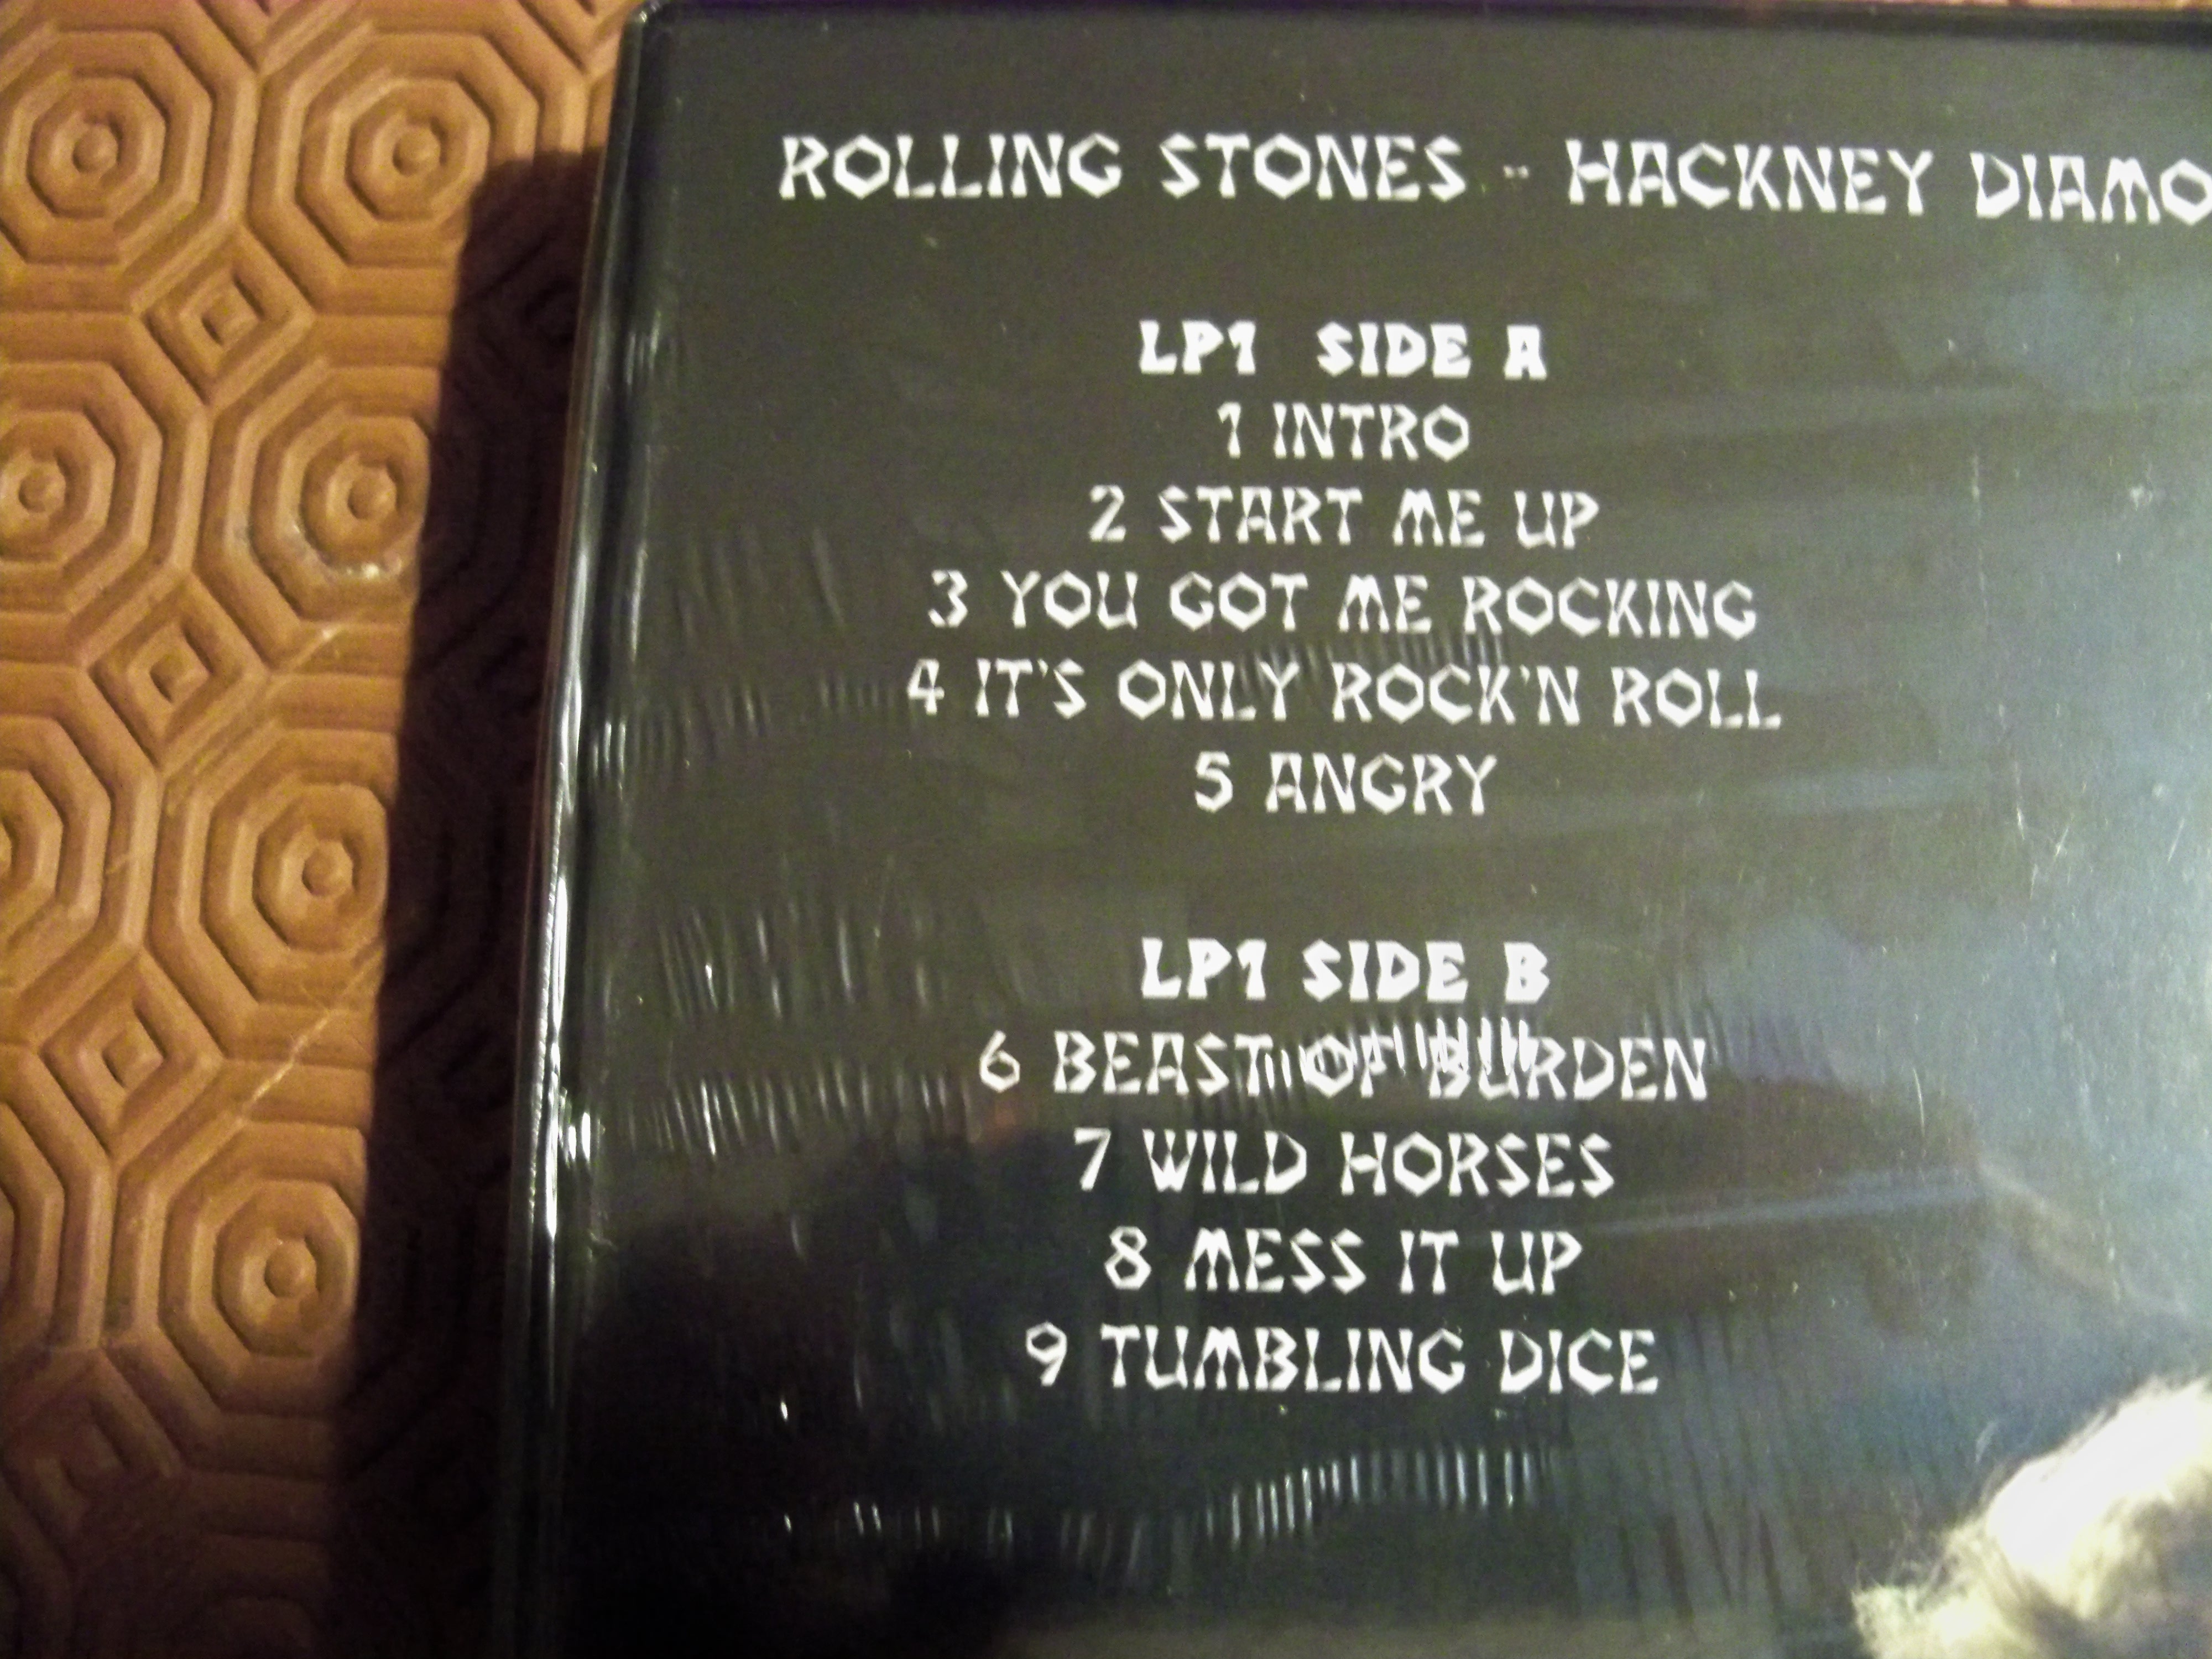 ROLLING STONES - HACKNEY DIAMO
LP1 SIDE A
1 INTRO
2 START ME UP
3 YOU GOT ME ROCKING
4 IT'S ONLY ROCK'N ROLL
5 ANGRY
LP1 SIDE B
6 BEAST OF BURDEN
7 WILD HORSES
8 MESS IT UP
9 TUMBLING DICE